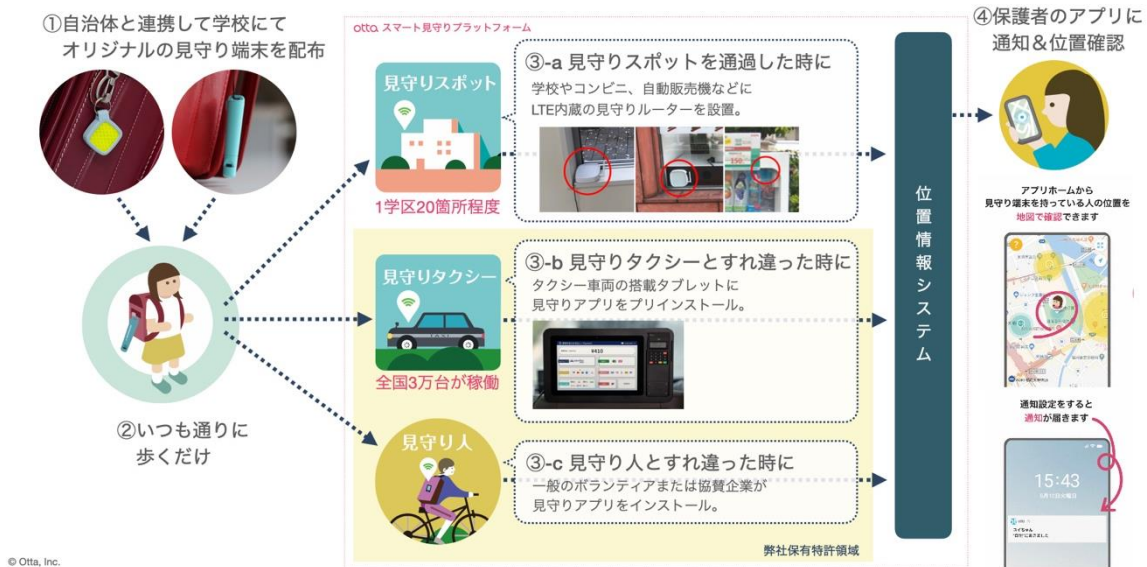 ①自治体と連携して学校にて
オリジナルの見守り端末を配布
②いつも通りに
歩くだけ
otta スマート見守りプラットフォーム
見守りスポット
1学区20箇所程度
③-a 見守りスポットを通過した時に
学校やコンビニ、自動販売機などに
LTE内蔵の見守りルーターを設置。
見守りタクシー
全国3万台が稼働
③-b 見守りタクシーとすれ違った時に
タクシー車両の搭載タブレットに
見守りアプリをプリインストール。
見守り人
③-c 見守り人とすれ違った時に
一般のボランティアまたは協賛企業が
見守りアプリをインストール。
弊社保有特許領域
位置情報システム
④保護者のアプリに
通知&位置確認
アプリホームから
見守り端末を持っている人の位置を
地図で確認できます
通知設定をすると
通知が届きます
15:43
© Otta, Inc.